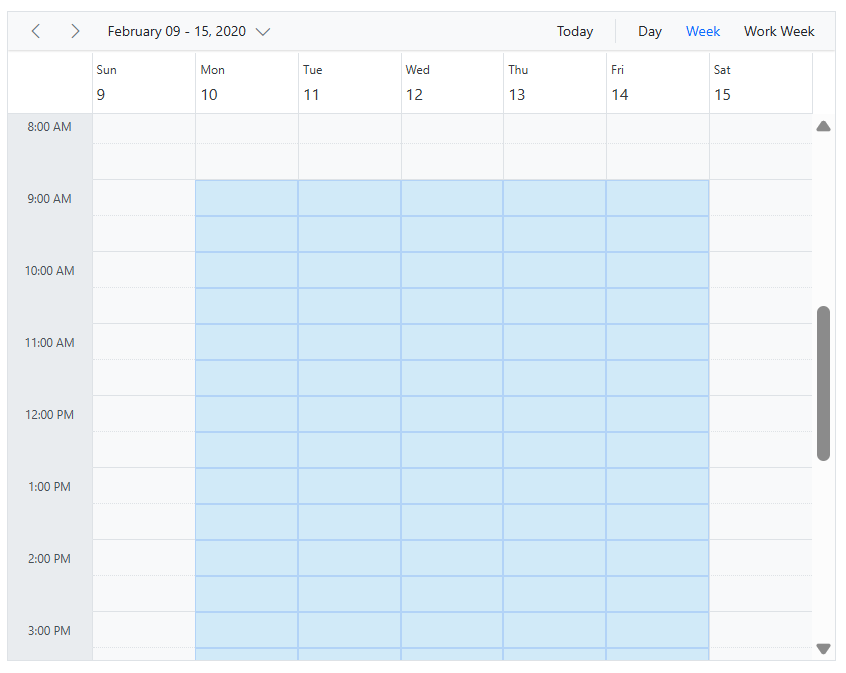 February 09 - 15, 2020 Today Day Week Work Week
Sun Mon Tue Wed Thu Fri Sat
9 10 11 12 13 14 15
8:00 AM
9:00 AM
10:00 AM
11:00 AM
12:00 PM
1:00 PM
2:00 PM
3:00 PM